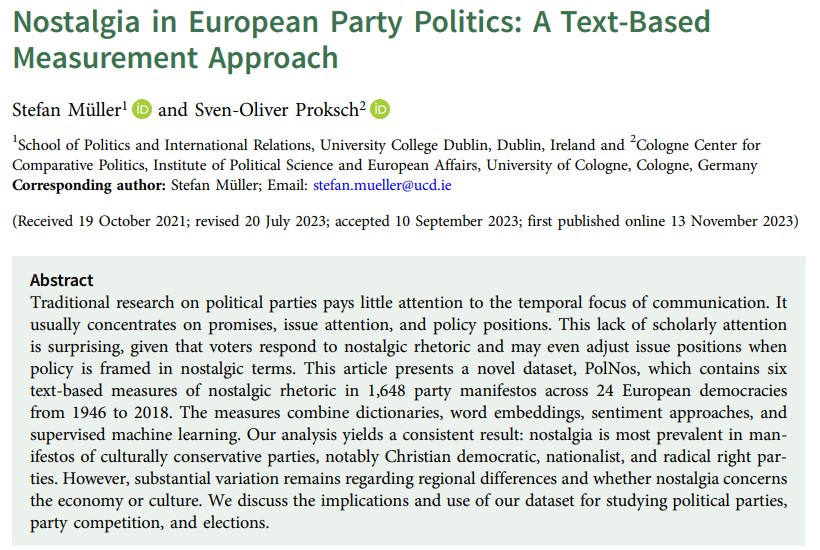 Nostalgia in European Party Politics: A Text-Based
Measurement Approach
Stefan Müller¹ iD and Sven-Oliver Proksch² iD
¹School of Politics and International Relations, University College Dublin, Dublin, Ireland and ²Cologne Center for
Comparative Politics, Institute of Political Science and European Affairs, University of Cologne, Cologne, Germany
Corresponding author: Stefan Müller; Email: stefan.mueller@ucd.ie
(Received 19 October 2021; revised 20 July 2023; accepted 10 September 2023; first published online 13 November 2023)
Abstract
Traditional research on political parties pays little attention to the temporal focus of communication. It
usually concentrates on promises, issue attention, and policy positions. This lack of scholarly attention
is surprising, given that voters respond to nostalgic rhetoric and may even adjust issue positions when
policy is framed in nostalgic terms. This article presents a novel dataset, PolNos, which contains six
text-based measures of nostalgic rhetoric in 1,648 party manifestos across 24 European democracies
from 1946 to 2018. The measures combine dictionaries, word embeddings, sentiment approaches, and
supervised machine learning. Our analysis yields a consistent result: nostalgia is most prevalent in man-
ifestos of culturally conservative parties, notably Christian democratic, nationalist, and radical right par-
ties. However, substantial variation remains regarding regional differences and whether nostalgia concerns
the economy or culture. We discuss the implications and use of our dataset for studying political parties,
party competition, and elections.